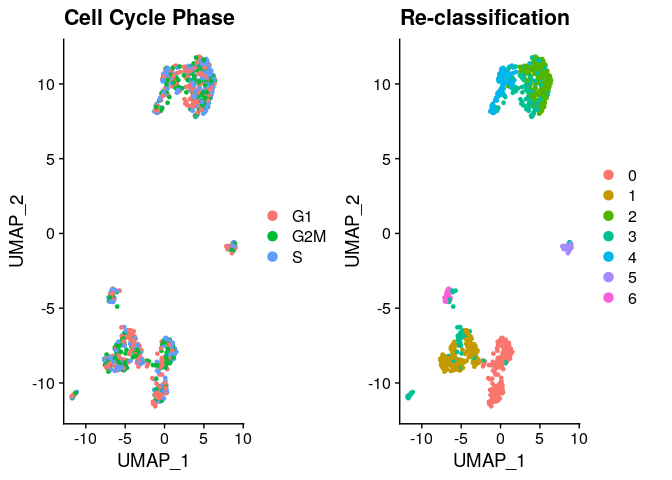 Cell Cycle Phase
10
5
0
-5
-10
UMAP_2
-10 -5 0 5 10
UMAP_1
G1
G2M
S
Re-classification
10
5
0
-5
-10
UMAP_2
-10 -5 0 5 10
UMAP_1
0
1
2
3
4
5
6